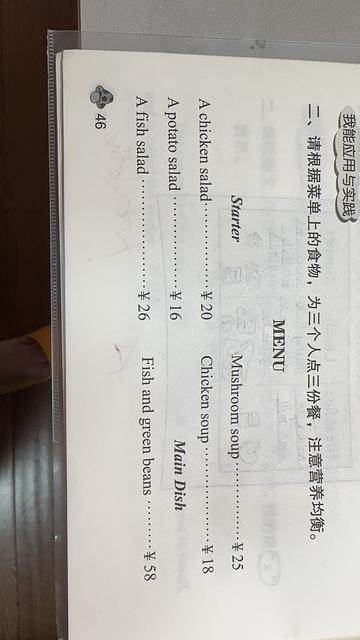 我能应用与实践
二、请根据菜单上的食物，为三个人点三份餐，注意营养均衡。
MENU
Starter
Mushroom soup ············¥ 25
A chicken salad··············¥ 20
Chicken soup ················¥ 18
A potato salad ··············¥ 16
Main Dish
A fish salad ··················¥ 26
Fish and green beans ········¥ 58
46